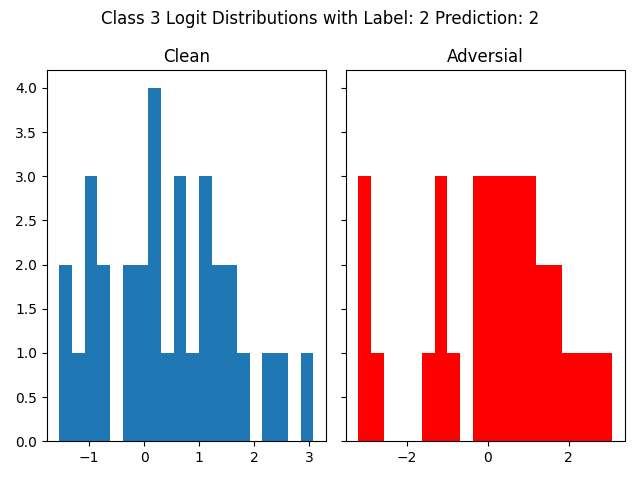 Class 3 Logit Distributions with Label: 2 Prediction: 2
Clean
Adversial
4.0
3.5
3.0
2.5
2.0
1.5
1.0
0.5
0.0
−1 0 1 2 3
−2 0 2